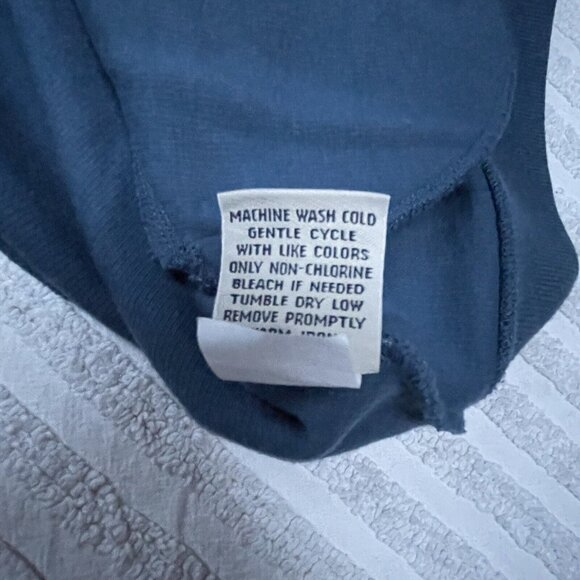 MACHINE WASH COLD
GENTLE CYCLE
WITH LIKE COLORS
ONLY NON-CHLORINE
BLEACH IF NEEDED
TUMBLE DRY LOW
REMOVE PROMPTLY